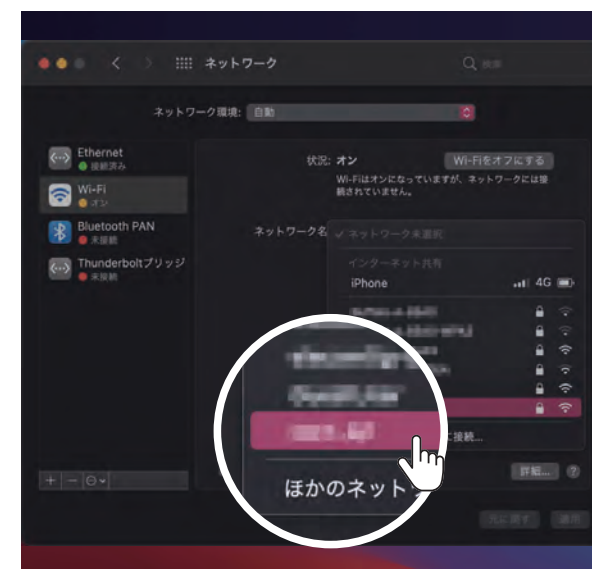 ネットワーク
検索
ネットワーク環境: 自動
Ethernet
接続済み
Wi-Fi
オン
Bluetooth PAN
未接続
Thunderboltブリッジ
未接続
状況: オン
Wi-Fiをオフにする
Wi-Fiはオンになっていますが、ネットワークには接
続されていません。
ネットワーク名
ネットワーク未選択
インターネット共有
iPhone
4G
に接続...
ほかのネット
詳細...
?
元に戻す
適用